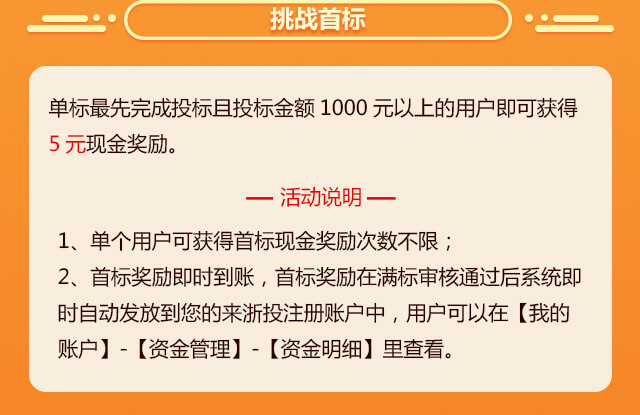 挑战首标
单标最先完成投标且投标金额 1000 元以上的用户即可获得
5 元现金奖励。
活动说明
1、单个用户可获得首标现金奖励次数不限；
2、首标奖励即时到账，首标奖励在满标审核通过后系统即
时自动发放到您的来浙投注册账户中，用户可以在【我的
账户】-【资金管理】-【资金明细】里查看。